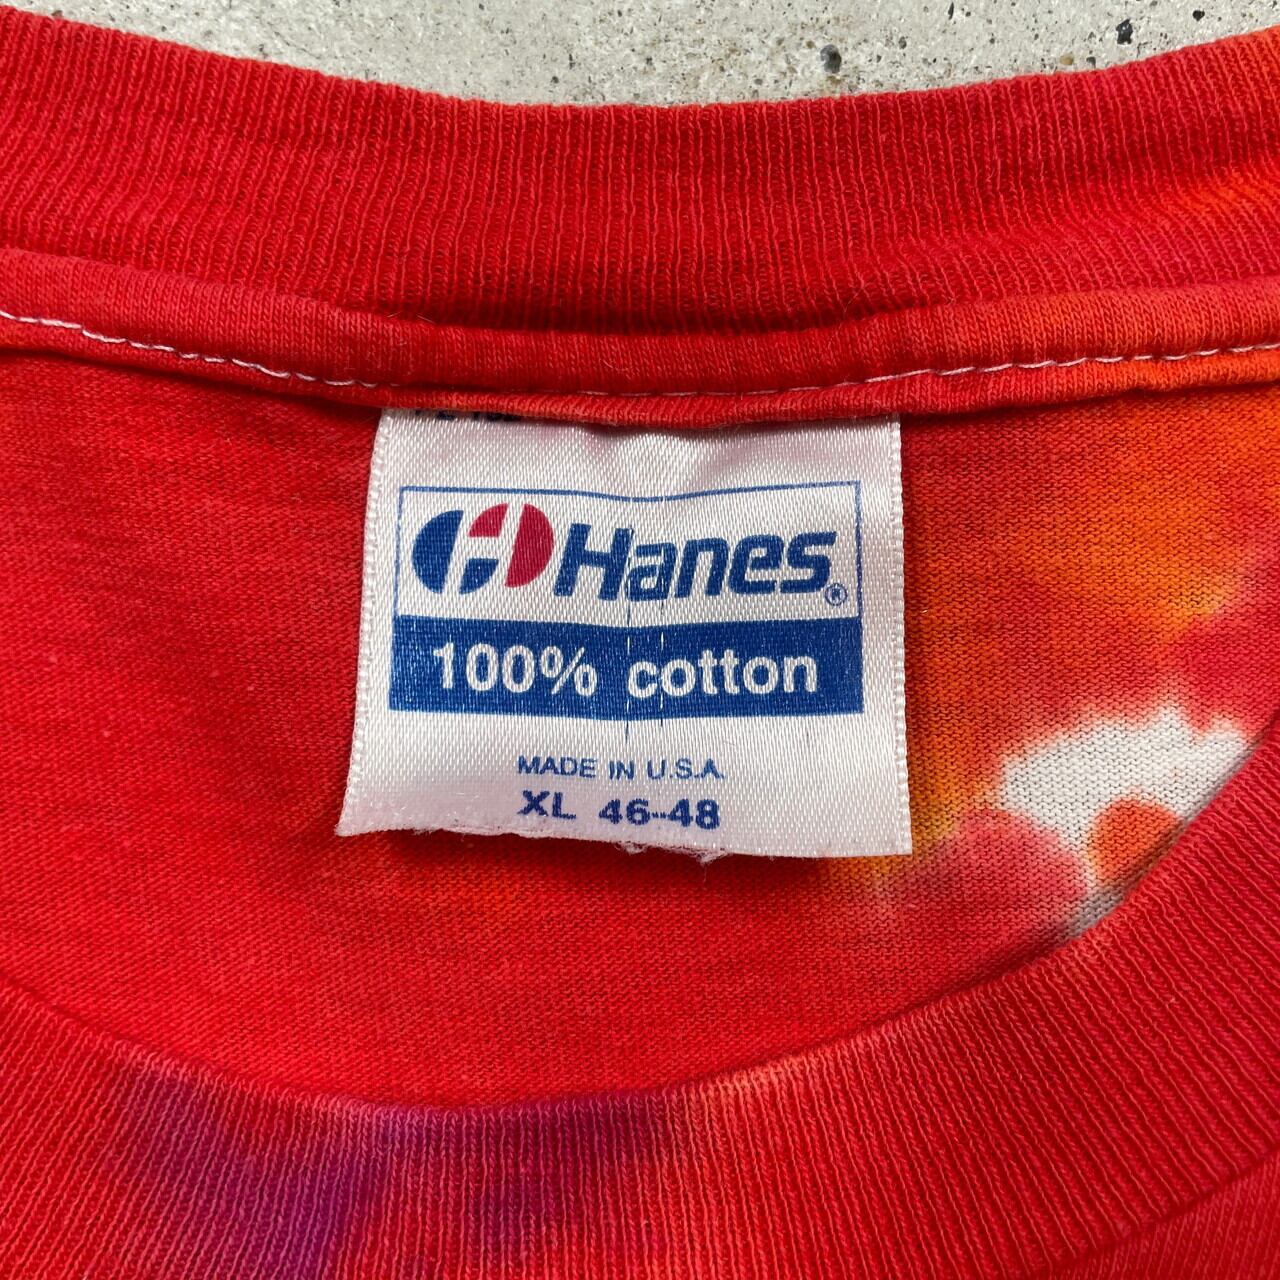 Hanes®
100% cotton
MADE IN U.S.A.
XL 46-48